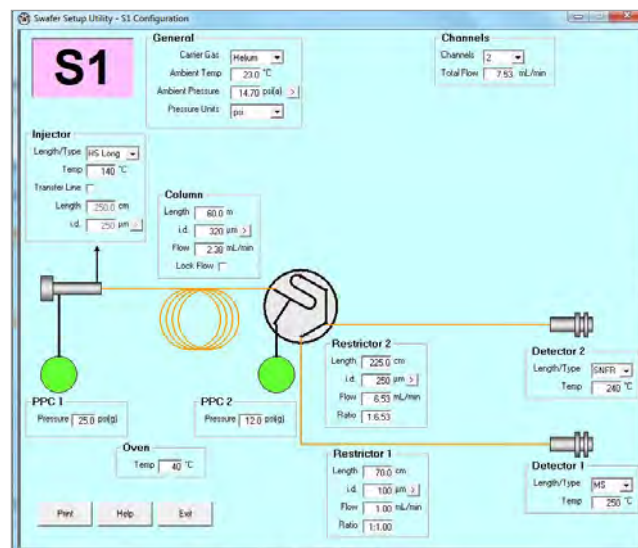 Swafer Setup Utility - S1 Configuration
S1
General
Carrier Gas Helium
Ambient Temp 23.0 °C
Ambient Pressure 14.70 psi(a) >
Pressure Units psi
Channels
Channels 2
Total Flow 7.53 mL/min
Injector
Length/Type HS Long
Temp 140 °C
Transfer Line
Length 250.0 cm
i.d. 250 µm >
Column
Length 60.0 m
i.d. 320 µm >
Flow 2.38 mL/min
Lock Flow
PPC 1
Pressure 25.0 psi(g)
PPC 2
Pressure 12.0 psi(g)
Restrictor 2
Length 225.0 cm
i.d. 250 µm >
Flow 6.53 mL/min
Ratio 1:6.53
Detector 2
Length/Type SNFR
Temp 240 °C
Oven
Temp 40 °C
Restrictor 1
Length 70.0 cm
i.d. 100 µm >
Flow 1.00 mL/min
Ratio 1:1.00
Detector 1
Length/Type MS
Temp 250 °C
Print Help Exit